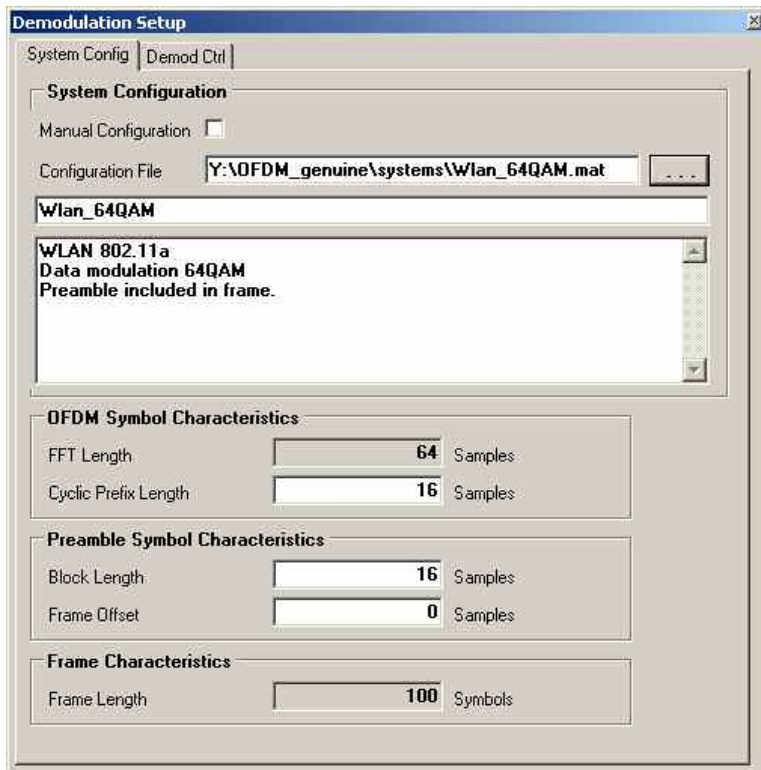 Demodulation Setup
System Config Demod Ctrl
System Configuration
Manual Configuration
Configuration File Y:\OFDM_genuine\systems\Wlan_64QAM.mat ...
Wlan_64QAM
WLAN 802.11a
Data modulation 64QAM
Preamble included in frame.
OFDM Symbol Characteristics
FFT Length 64 Samples
Cyclic Prefix Length 16 Samples
Preamble Symbol Characteristics
Block Length 16 Samples
Frame Offset 0 Samples
Frame Characteristics
Frame Length 100 Symbols